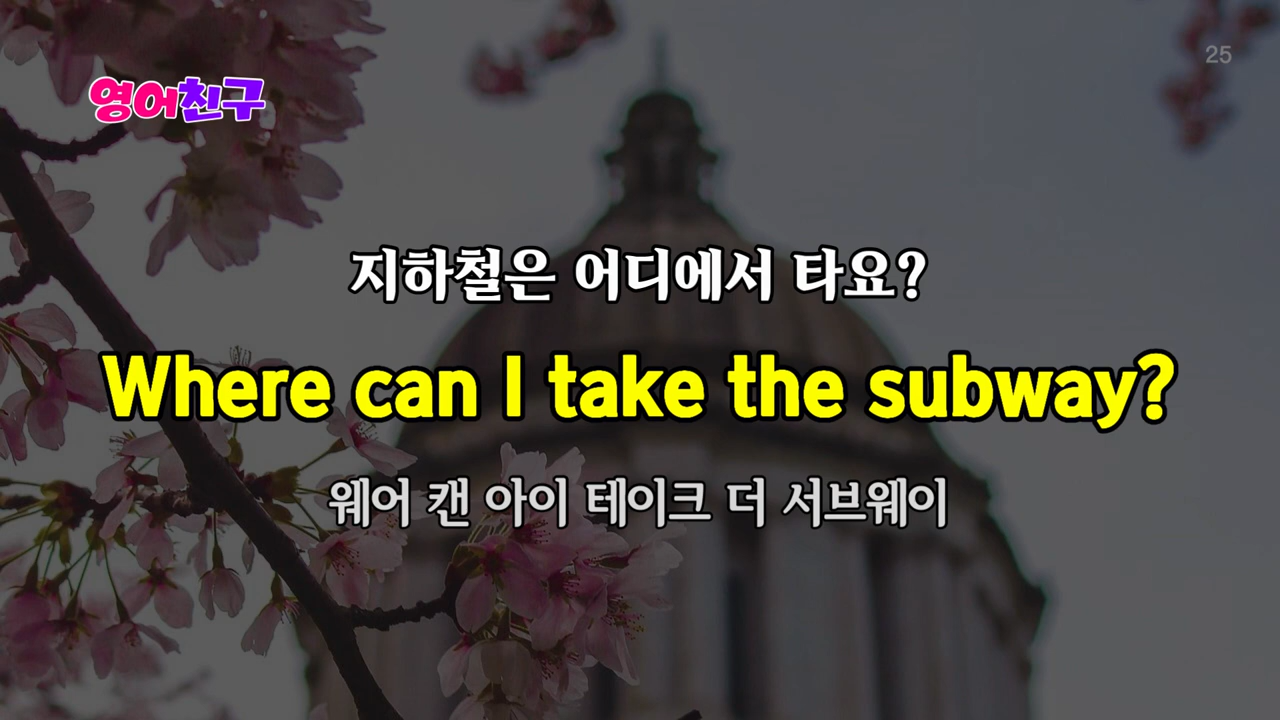 25
영어친구
지하철은 어디에서 타요?
Where can I take the subway?
웨어 캔 아이 테이크 더 서브웨이